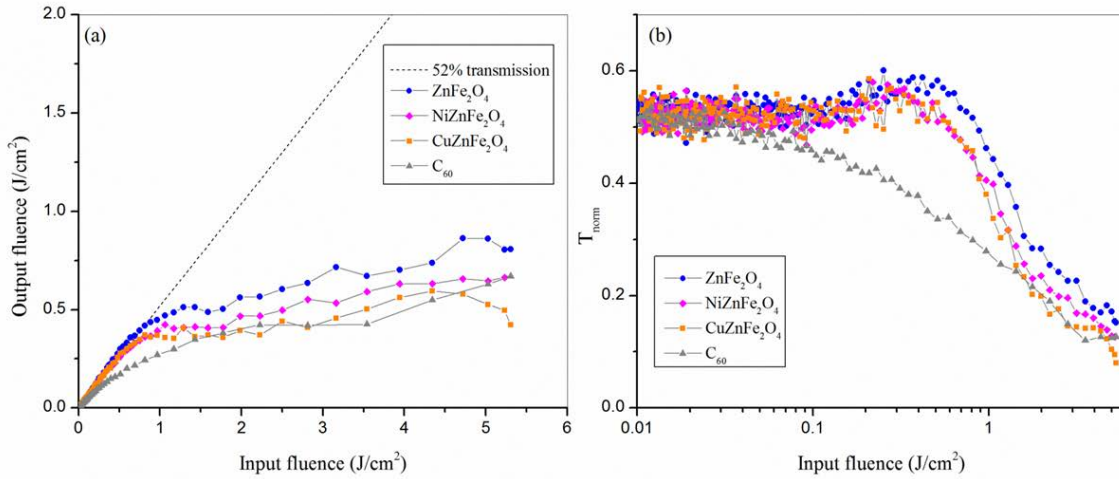 (a)
2.0
1.5
1.0
0.5
0.0
Output fluence (J/cm²)
0 1 2 3 4 5 6
Input fluence (J/cm²)
52% transmission
ZnFe₂O₄
NiZnFe₂O₄
CuZnFe₂O₄
C₆₀
(b)
0.6
0.4
0.2
0.0
T_norm
0.01 0.1 1
Input fluence (J/cm²)
ZnFe₂O₄
NiZnFe₂O₄
CuZnFe₂O₄
C₆₀